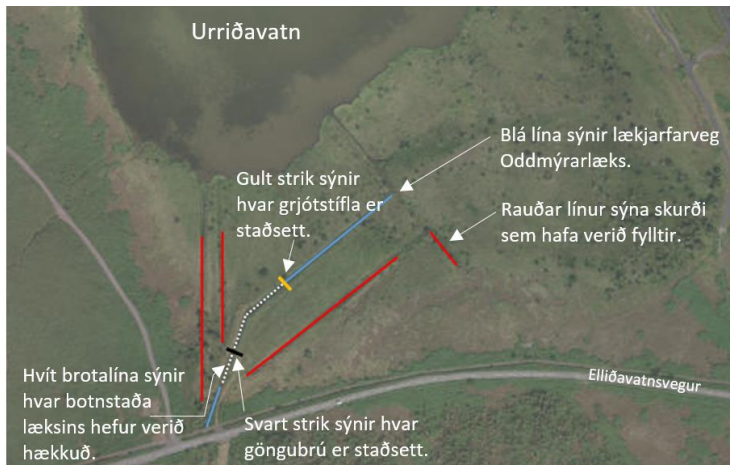 Urriðavatn
Blá lína sýnir lækjarfarveg
Oddmýrarlæks.
Gult strik sýnir
hvar grjótstífla er
staðsett.
Rauðar línur sýna skurði
sem hafa verið fylltir.
Elliðavatnsvegur
Hvít brotalína sýnir
hvar botnstaða
læksins hefur verið
hækkuð.
Svart strik sýnir hvar
göngubrú er staðsett.